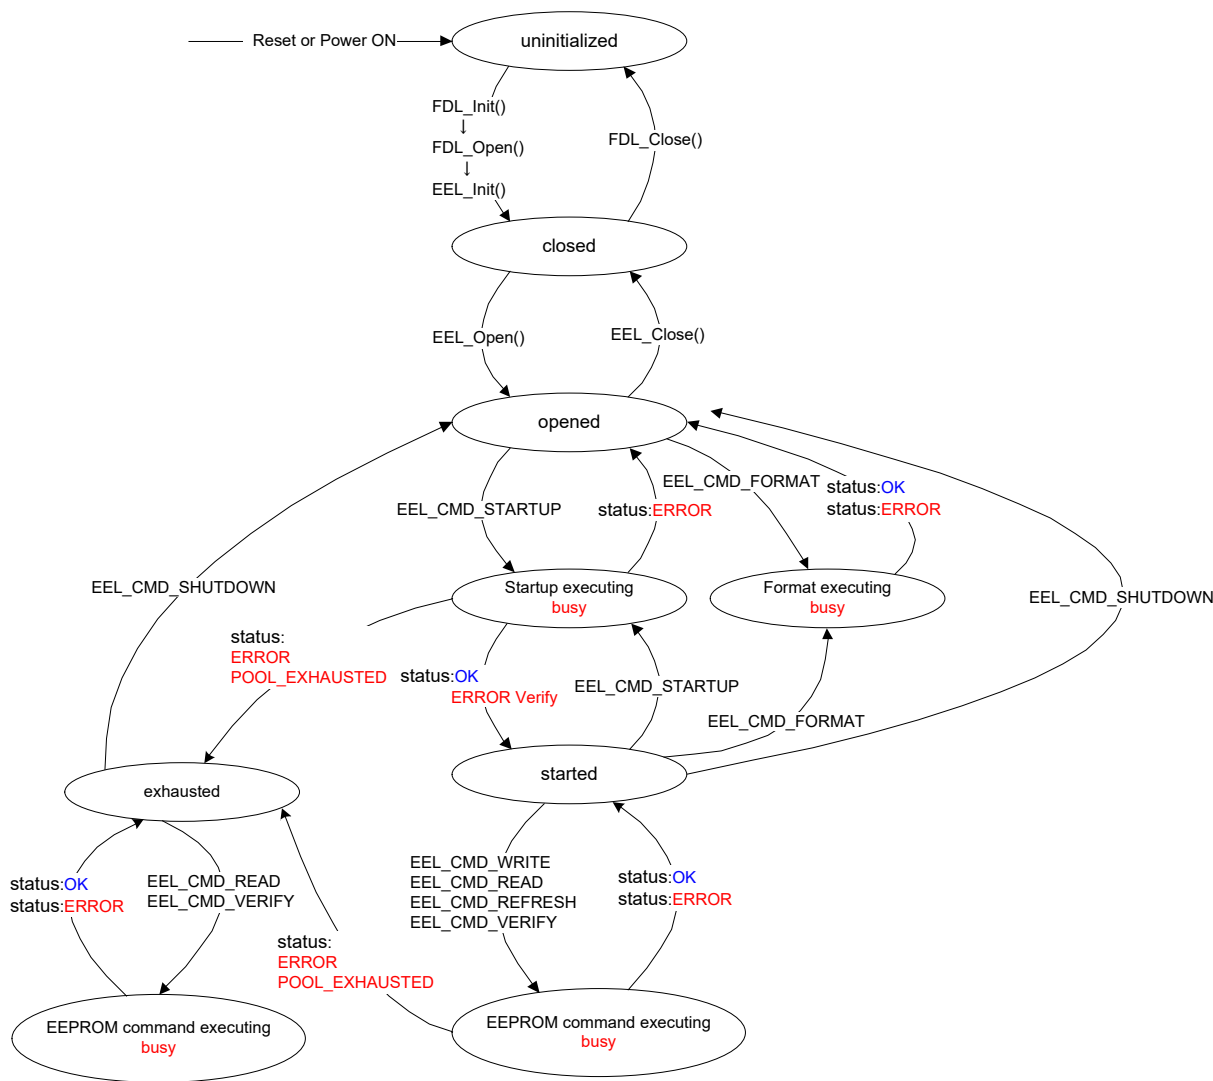 Reset or Power ON
uninitialized
FDL_Init()
↓
FDL_Open()
↓
EEL_Init()
FDL_Close()
closed
EEL_Open()
EEL_Close()
opened
EEL_CMD_STARTUP
status:ERROR
EEL_CMD_FORMAT
status:OK
status:ERROR
EEL_CMD_SHUTDOWN
Startup executing
busy
Format executing
busy
EEL_CMD_SHUTDOWN
status:
ERROR
POOL_EXHAUSTED
status:OK
ERROR Verify
EEL_CMD_STARTUP
EEL_CMD_FORMAT
exhausted
started
status:OK
status:ERROR
EEL_CMD_READ
EEL_CMD_VERIFY
status:
ERROR
POOL_EXHAUSTED
EEL_CMD_WRITE
EEL_CMD_READ
EEL_CMD_REFRESH
EEL_CMD_VERIFY
status:OK
status:ERROR
EEPROM command executing
busy
EEPROM command executing
busy